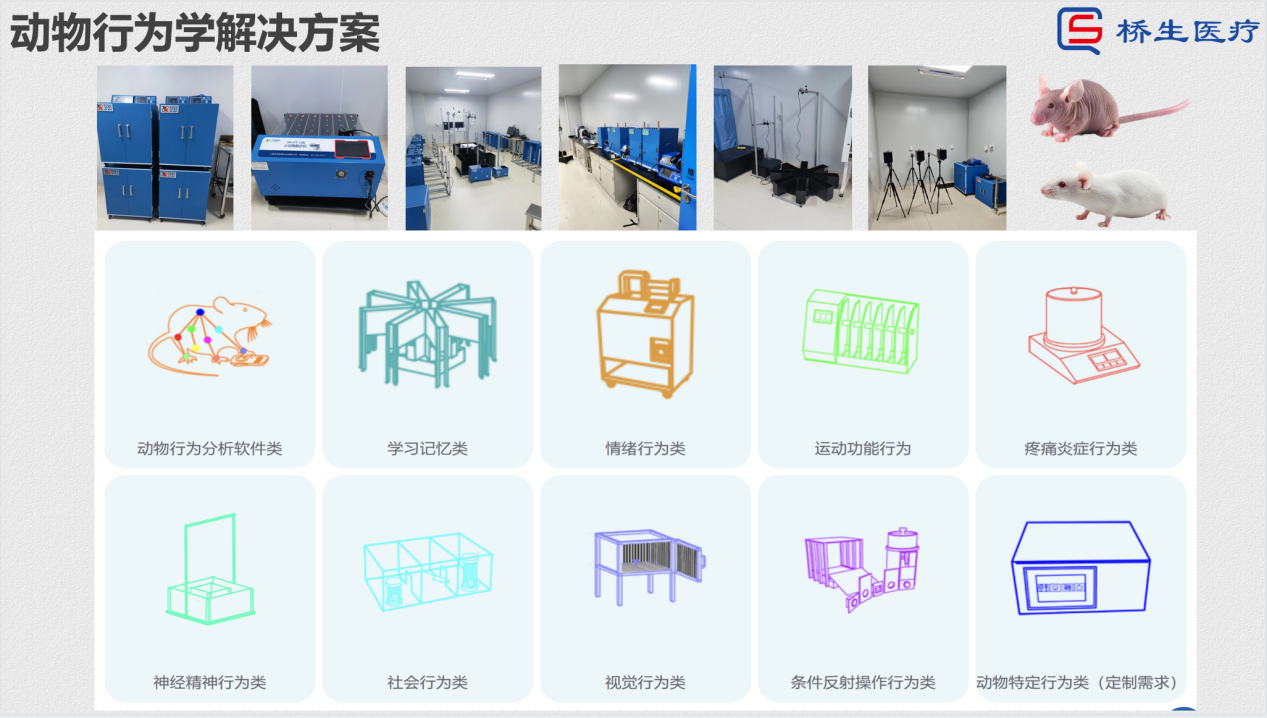 动物行为学解决方案
桥生医疗
动物行为分析软件类
学习记忆类
情绪行为类
运动功能行为
疼痛炎症行为类
神经精神行为类
社会行为类
视觉行为类
条件反射操作行为类
动物特定行为类（定制需求）